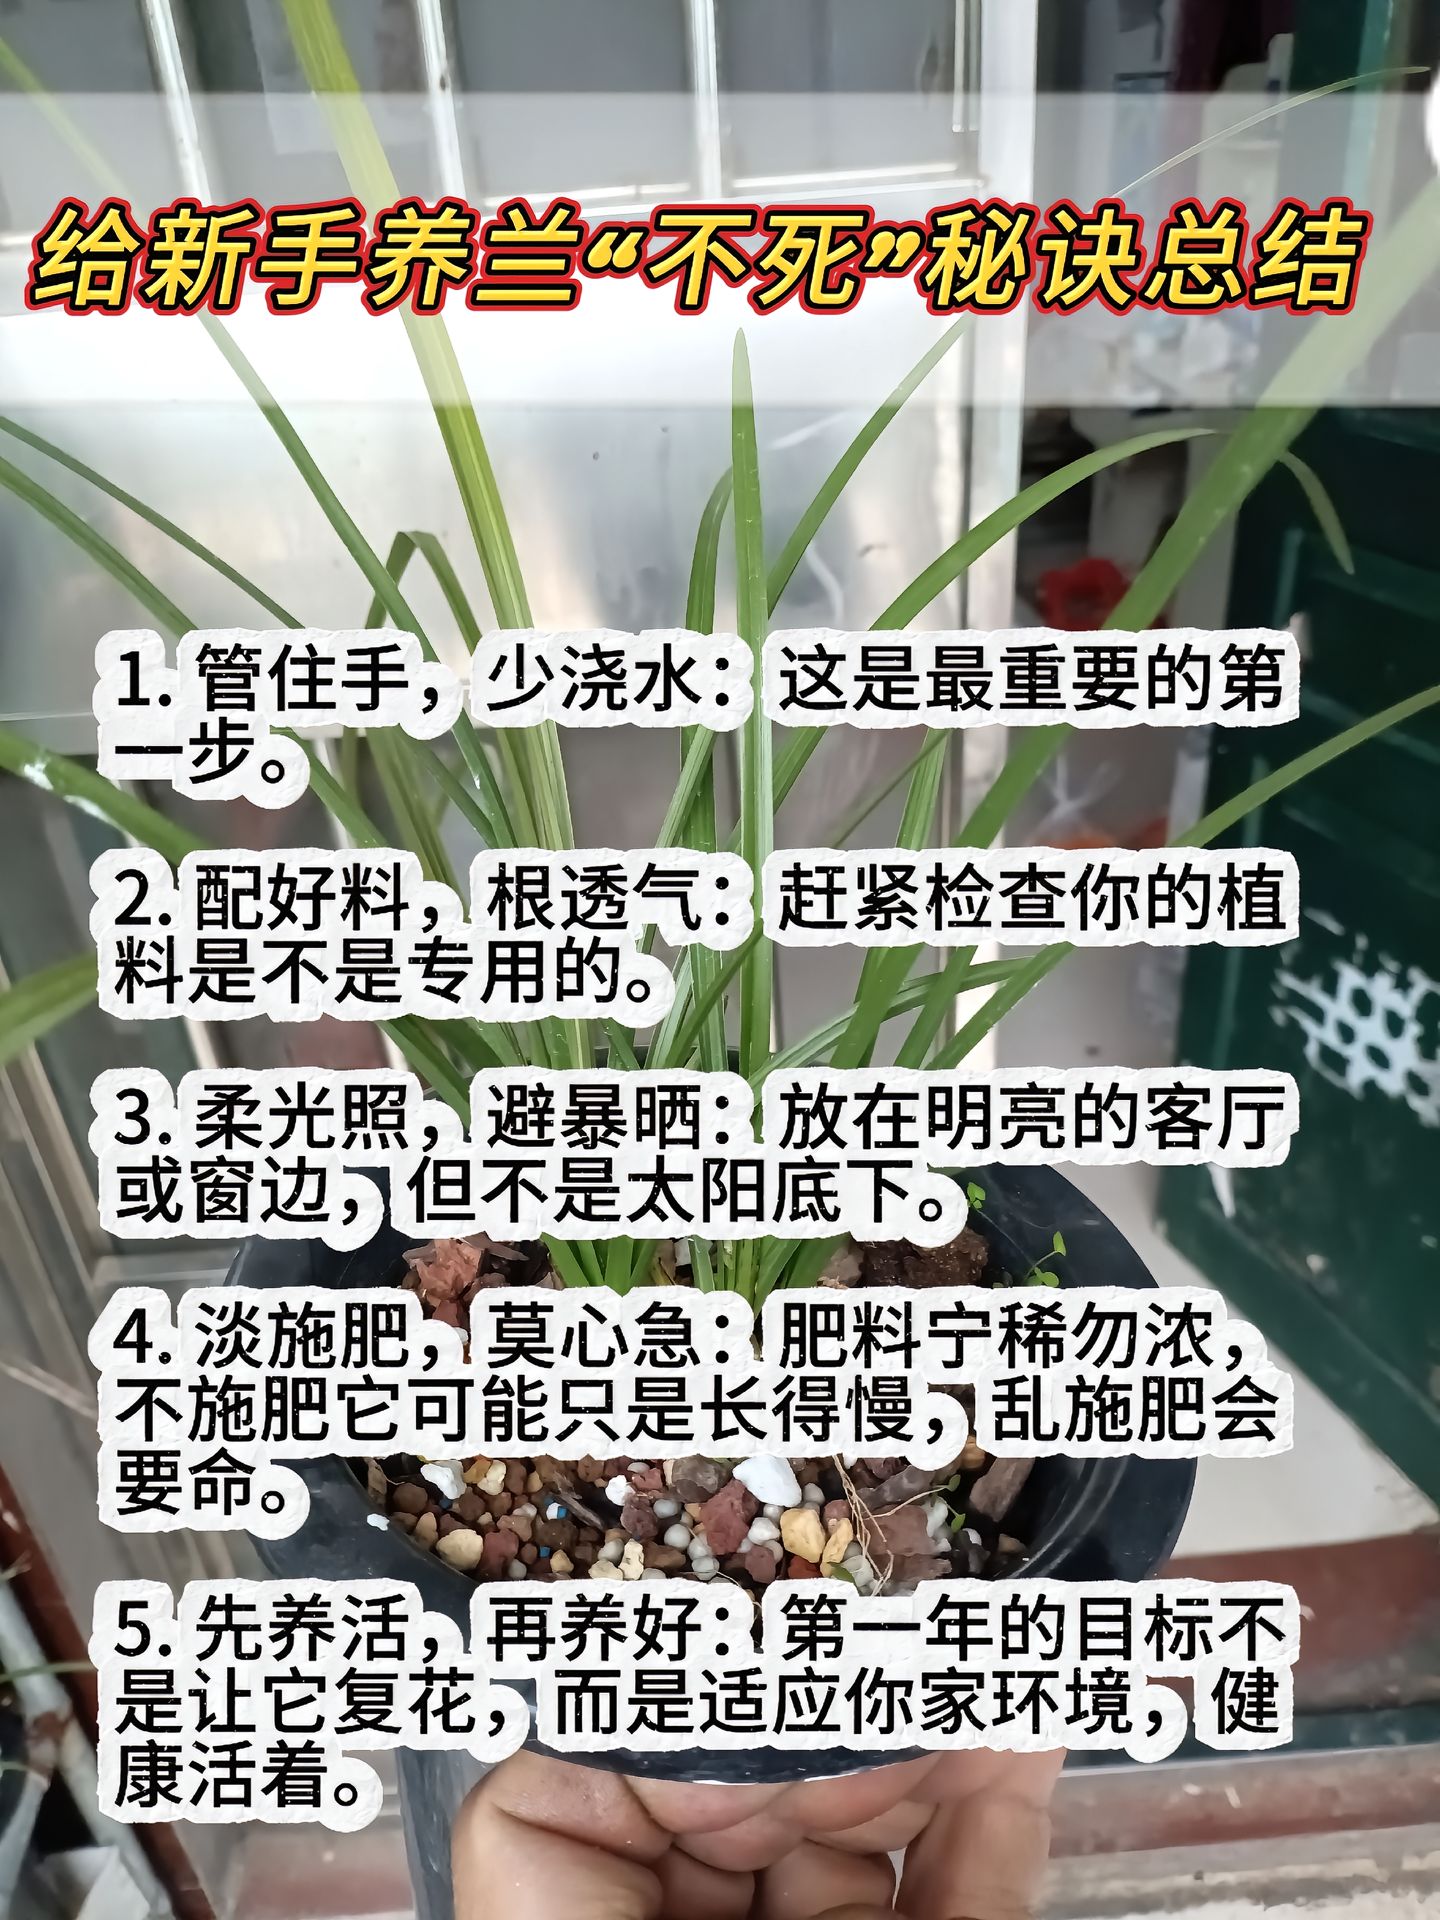 给新手养兰“不死”秘诀总结
1. 管住手，少浇水：这是最重要的第
一步。
2. 配好料，根透气：赶紧检查你的植
料是不是专用的。
3. 柔光照，避暴晒：放在明亮的客厅
或窗边，但不是太阳底下。
4. 淡施肥，莫心急：肥料宁稀勿浓，
不施肥它可能只是长得慢，乱施肥会
要命。
5. 先养活，再养好：第一年的目标不
是让它复花，而是适应你家环境，健
康活着。